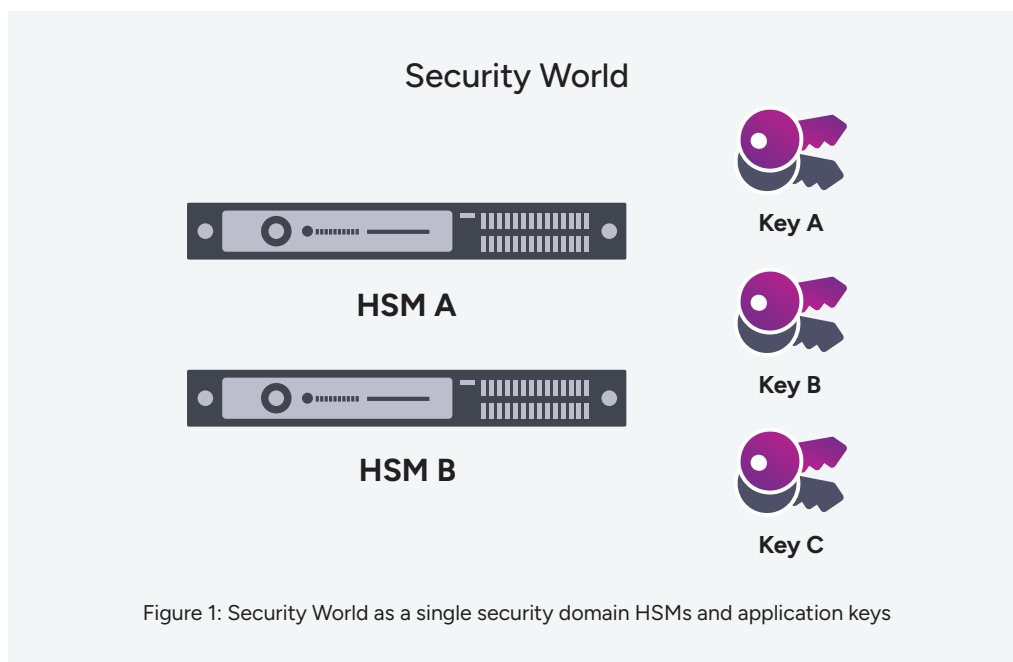 Security World
HSM A
HSM B
Key A
Key B
Key C
Figure 1: Security World as a single security domain HSMs and application keys